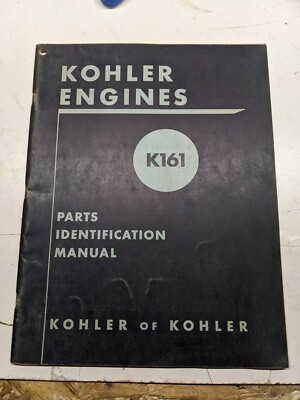 KOHLER
ENGINES
K161
PARTS
IDENTIFICATION
MANUAL
KOHLER OF KOHLER